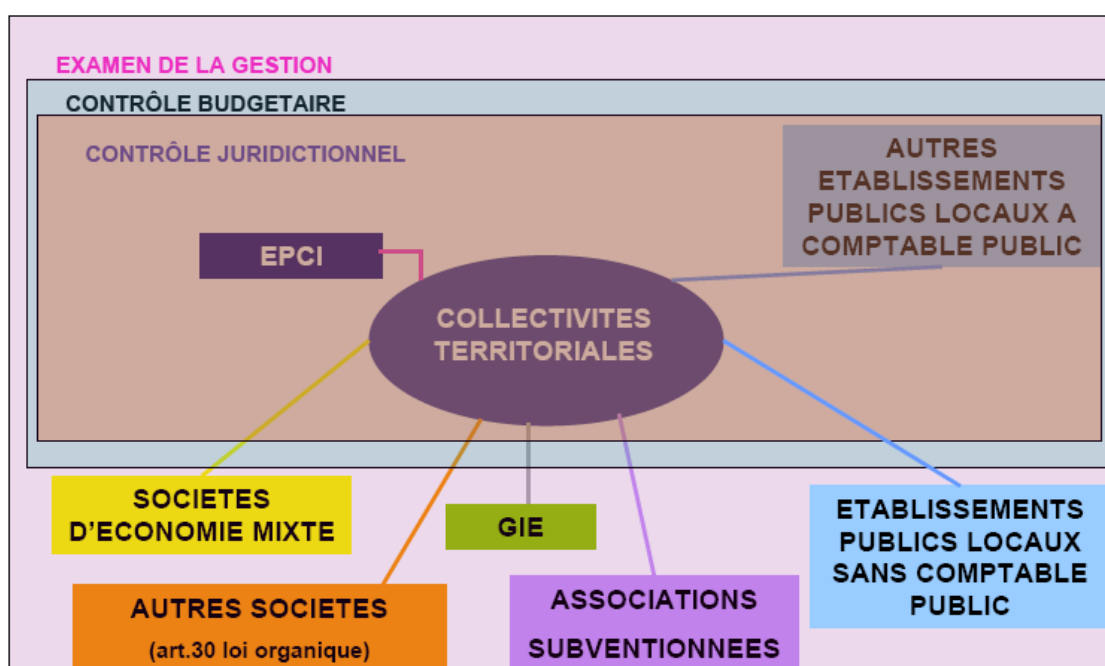 EXAMEN DE LA GESTION
CONTRÔLE BUDGETAIRE
CONTRÔLE JURIDICTIONNEL
AUTRES
ETABLISSEMENTS
PUBLICS LOCAUX A
COMPTABLE PUBLIC
EPCI
COLLECTIVITES
TERRITORIALES
SOCIETES
D’ECONOMIE MIXTE
GIE
ETABLISSEMENTS
PUBLICS LOCAUX
SANS COMPTABLE
PUBLIC
AUTRES SOCIETES
(art.30 loi organique)
ASSOCIATIONS
SUBVENTIONNEES